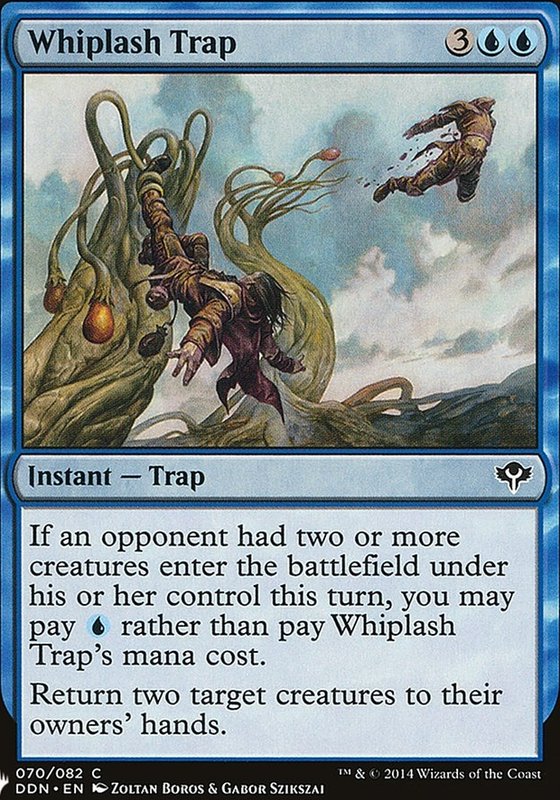 Whiplash Trap 3
Instant — Trap
If an opponent had two or more
creatures enter the battlefield under
his or her control this turn, you may
pay rather than pay Whiplash
Trap's mana cost.
Return two target creatures to their
owners' hands.
070/082 C
DDN • EN Zoltan Boros & Gabor Szikszai
™ & © 2014 Wizards of the Coast